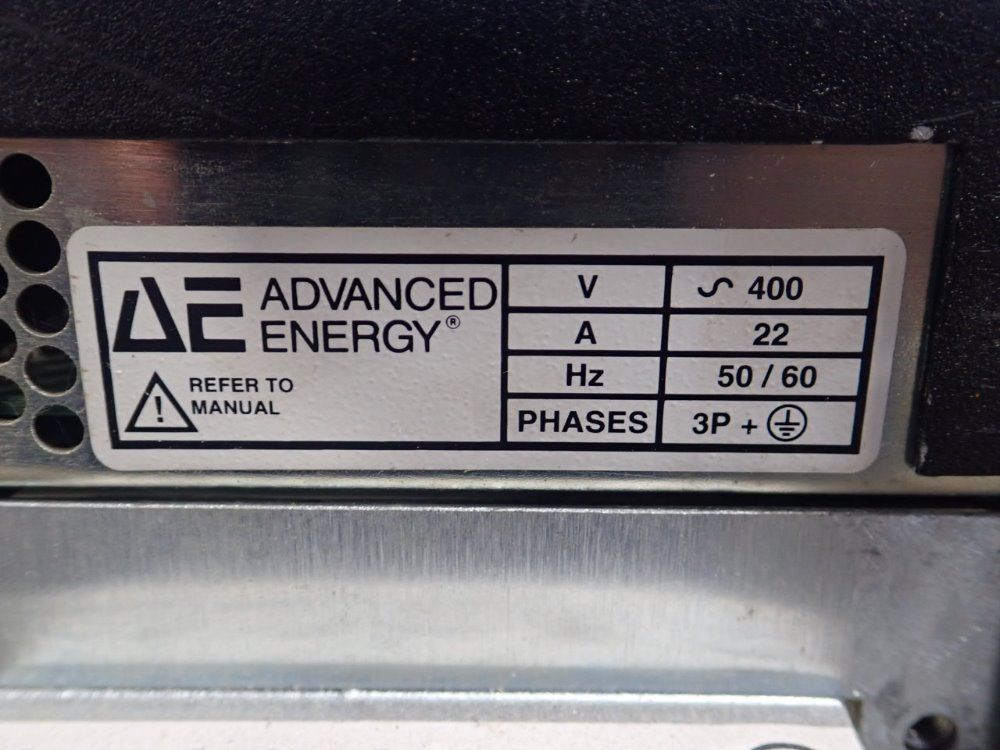 AE ADVANCED
ENERGY®
REFER TO
MANUAL
V ∿ 400
A 22
Hz 50 / 60
PHASES 3P + ⏚